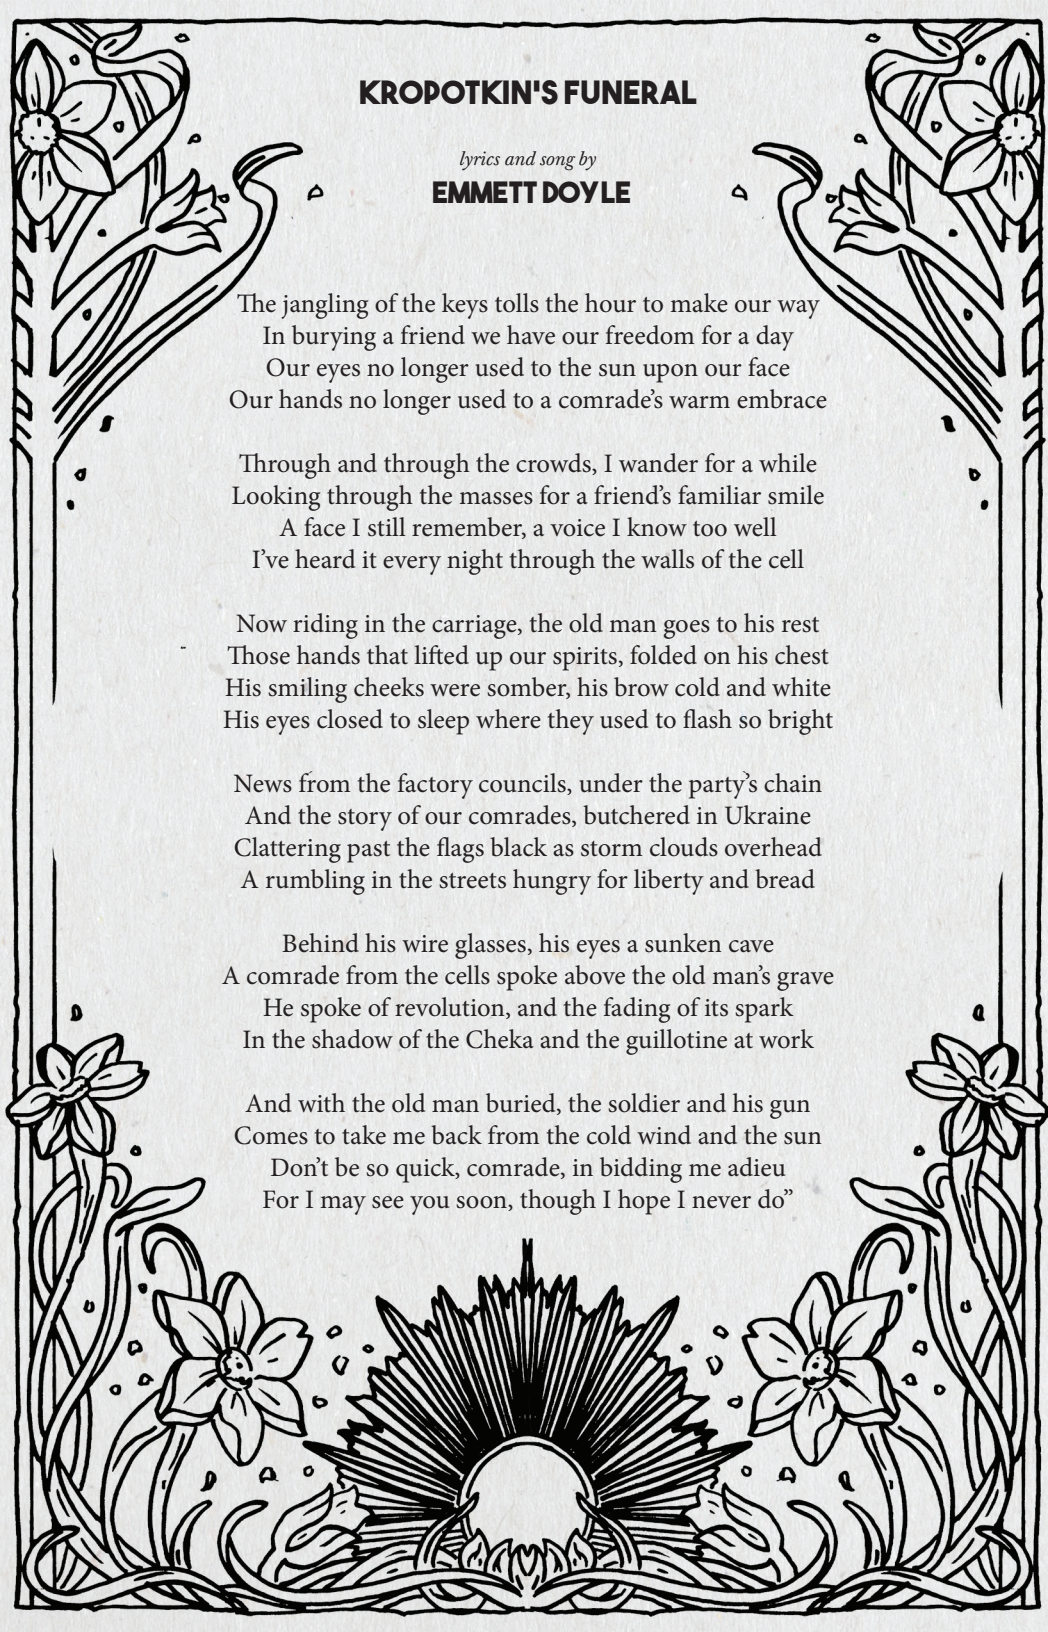 KROPOTKIN'S FUNERAL
lyrics and song by
EMMETT DOYLE
The jangling of the keys tolls the hour to make our way
In burying a friend we have our freedom for a day
Our eyes no longer used to the sun upon our face
Our hands no longer used to a comrade’s warm embrace
Through and through the crowds, I wander for a while
Looking through the masses for a friend’s familiar smile
A face I still remember, a voice I know too well
I’ve heard it every night through the walls of the cell
Now riding in the carriage, the old man goes to his rest
Those hands that lifted up our spirits, folded on his chest
His smiling cheeks were somber, his brow cold and white
His eyes closed to sleep where they used to flash so bright
News from the factory councils, under the party’s chain
And the story of our comrades, butchered in Ukraine
Clattering past the flags black as storm clouds overhead
A rumbling in the streets hungry for liberty and bread
Behind his wire glasses, his eyes a sunken cave
A comrade from the cells spoke above the old man’s grave
He spoke of revolution, and the fading of its spark
In the shadow of the Cheka and the guillotine at work
And with the old man buried, the soldier and his gun
Comes to take me back from the cold wind and the sun
Don’t be so quick, comrade, in bidding me adieu
For I may see you soon, though I hope I never do”